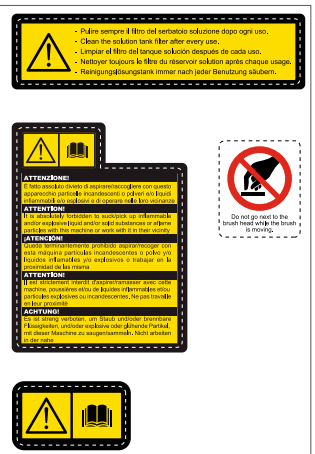 - Pulire sempre il filtro del serbatoio soluzione dopo ogni uso.
- Clean the solution tank filter after every use.
- Limpiar el filtro del tanque solución después de cada uso.
- Nettoyer toujours le filtre du réservoir solution après chaque usage.
- Reinigungslösungstank immer nach jeder Benutzung säubern.
ATTENZIONE!
È fatto assoluto divieto di aspirare/raccogliere con questo
apparecchio particelle incandescenti o polveri e/o liquidi
infiammabili e/o esplosivi e di operare nelle loro vicinanze
ATTENTION!
It is absolutely forbidden to suck/pick up inflammable
and/or explosive liquid and/or solid substances or aflame
particles with this machine or work with it in their vicinity
¡ATENCIÓN!
Queda terminantemente prohibido aspirar/recoger con
esta máquina partículas incandescentes o polvo y/o
líquidos inflamables y/o explosivos o trabajar en la
proximidad de las misma
ATTENTION!
Il est strictement interdit d'aspirer/ramasser avec cette
machine, poussières et/ou de liquides inflammables et/ou
particules explosives ou incandescentes, Ne pas travaille
en leur proximité
ACHTUNG!
Es ist streng verboten, um Staub und/oder brennbare
Flüssigkeiten, und/oder explosive oder glühende Partikel,
mit dieser Maschine zu saugen/sammeln. Nicht arbeiten
in der nahe
Do not go next to the
brush head while the brush
is moving.